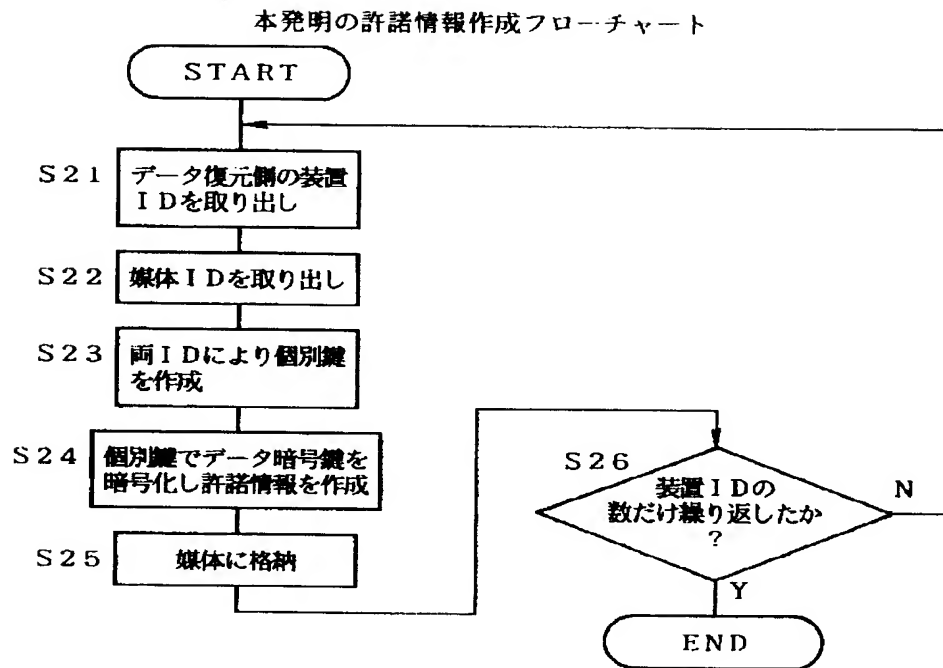 本発明の許諾情報作成フローチャート
START
S21
データ復元側の装置
IDを取り出し
S22
媒体IDを取り出し
S23
両IDにより個別鍵
を作成
S24
個別鍵でデータ暗号鍵を
暗号化し許諾情報を作成
S25
媒体に格納
S26
装置IDの
数だけ繰り返したか
?
N
Y
END